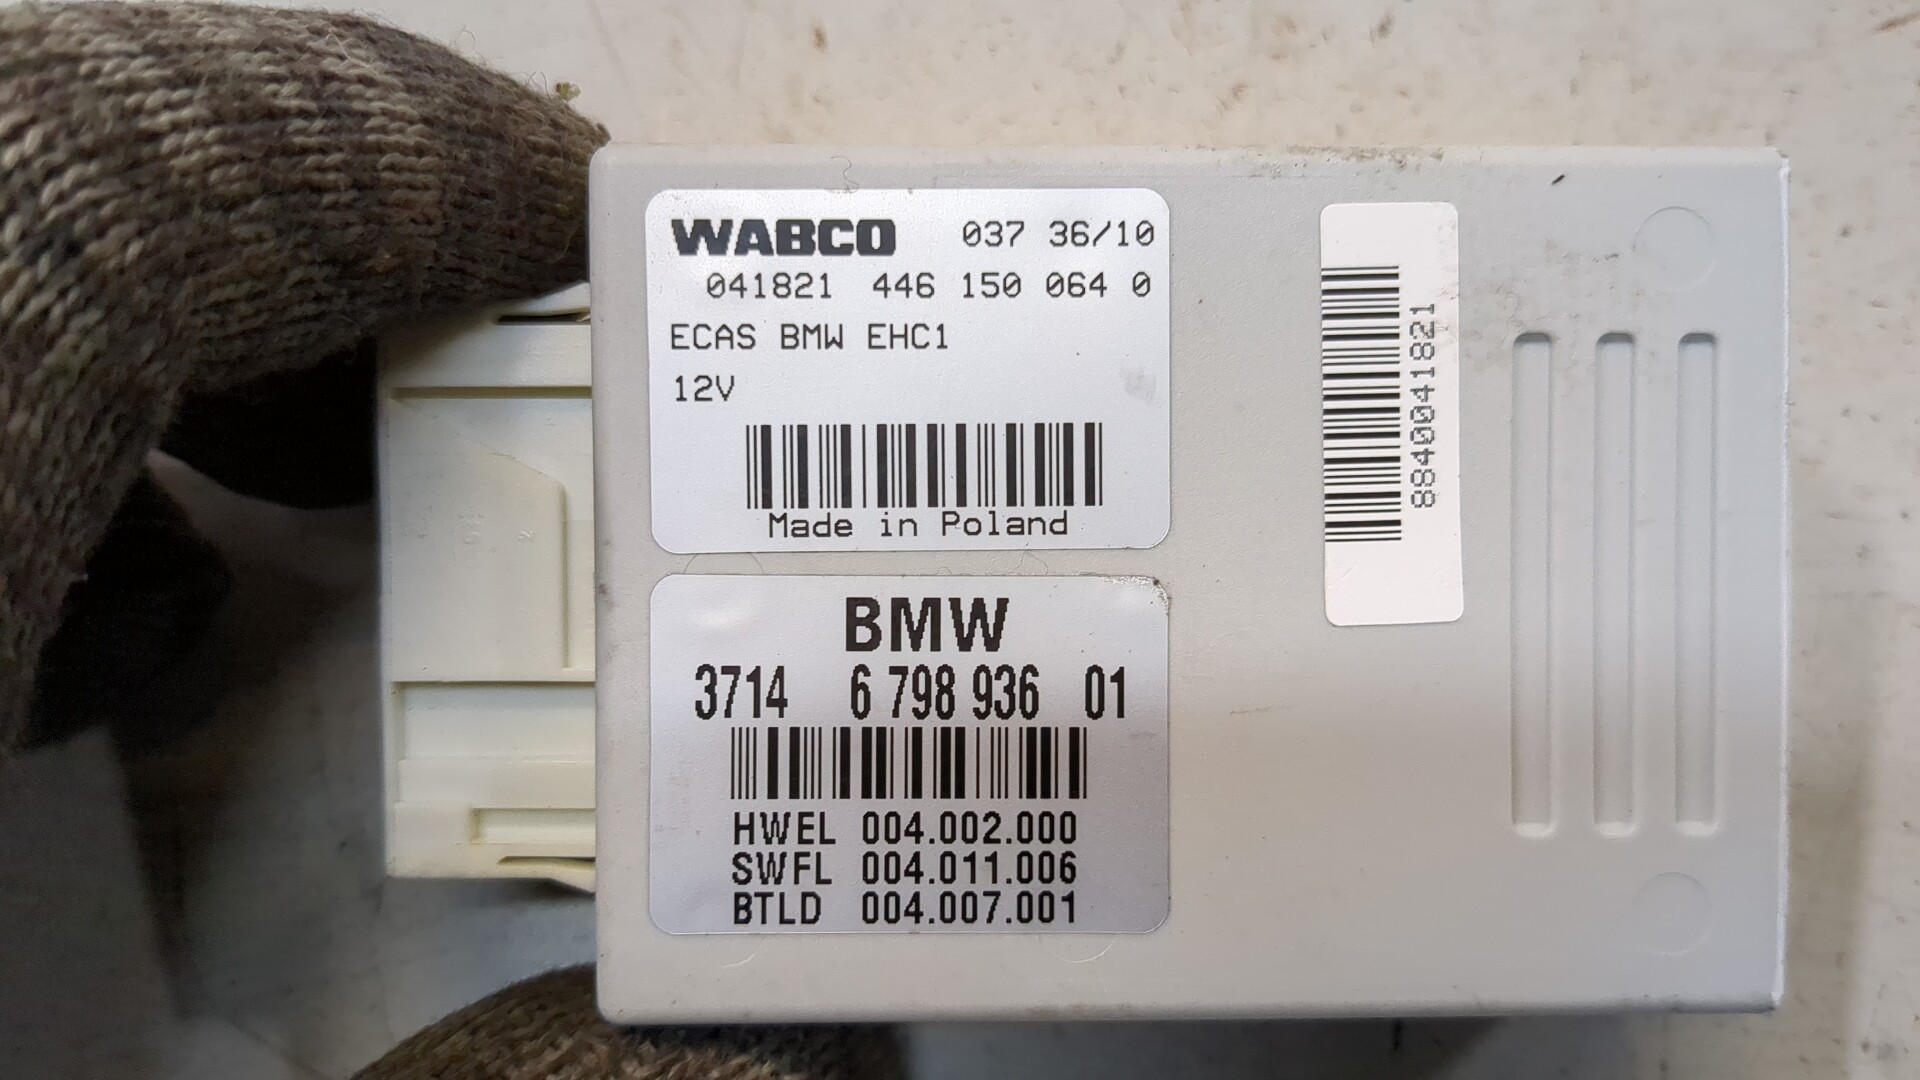 WABCO 037 36/10
041821 446 150 064 0
ECAS BMW EHC1
12V
Made in Poland
BMW
3714 6 798 936 01
HWEL 004.002.000
SWFL 004.011.006
BTLD 004.007.001
8840041821